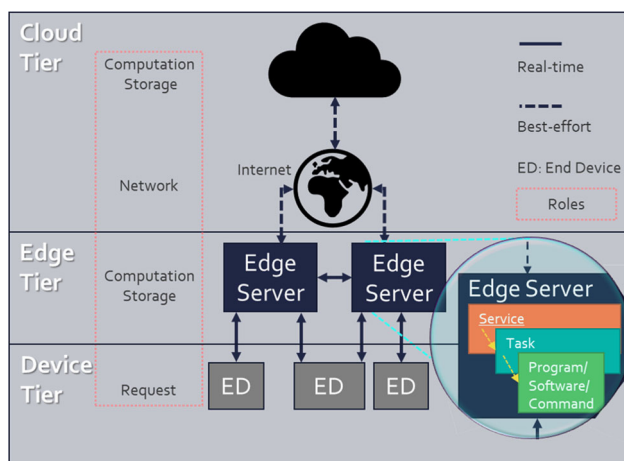 Cloud
Tier
Computation
Storage
Real-time
Best-effort
Internet
Network
ED: End Device
Roles
Edge
Tier
Computation
Storage
Edge
Server
Edge
Server
Edge Server
Service
Task
Program/
Software/
Command
Device
Tier
Request
ED
ED
ED